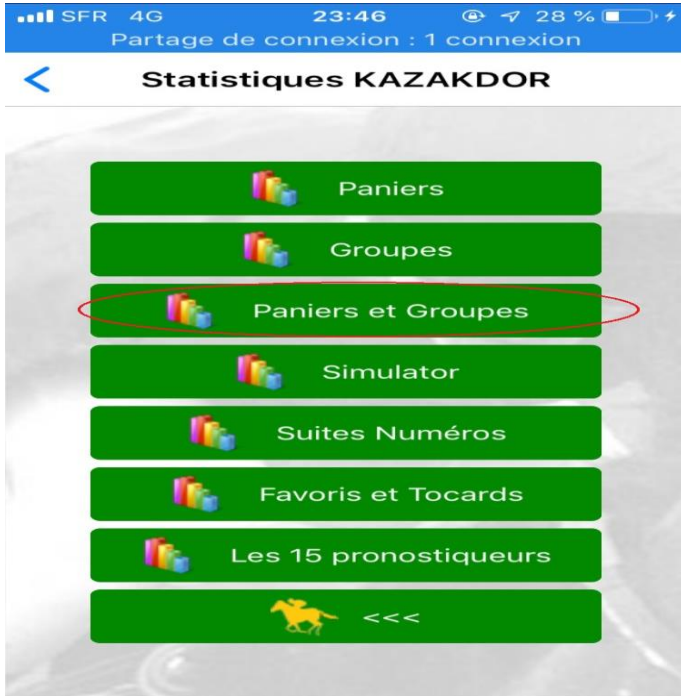 SFR 4G 23:46 28 %
Partage de connexion : 1 connexion
Statistiques KAZAKDOR
Paniers
Groupes
Paniers et Groupes
Simulator
Suites Numéros
Favoris et Tocards
Les 15 pronostiqueurs
<<<